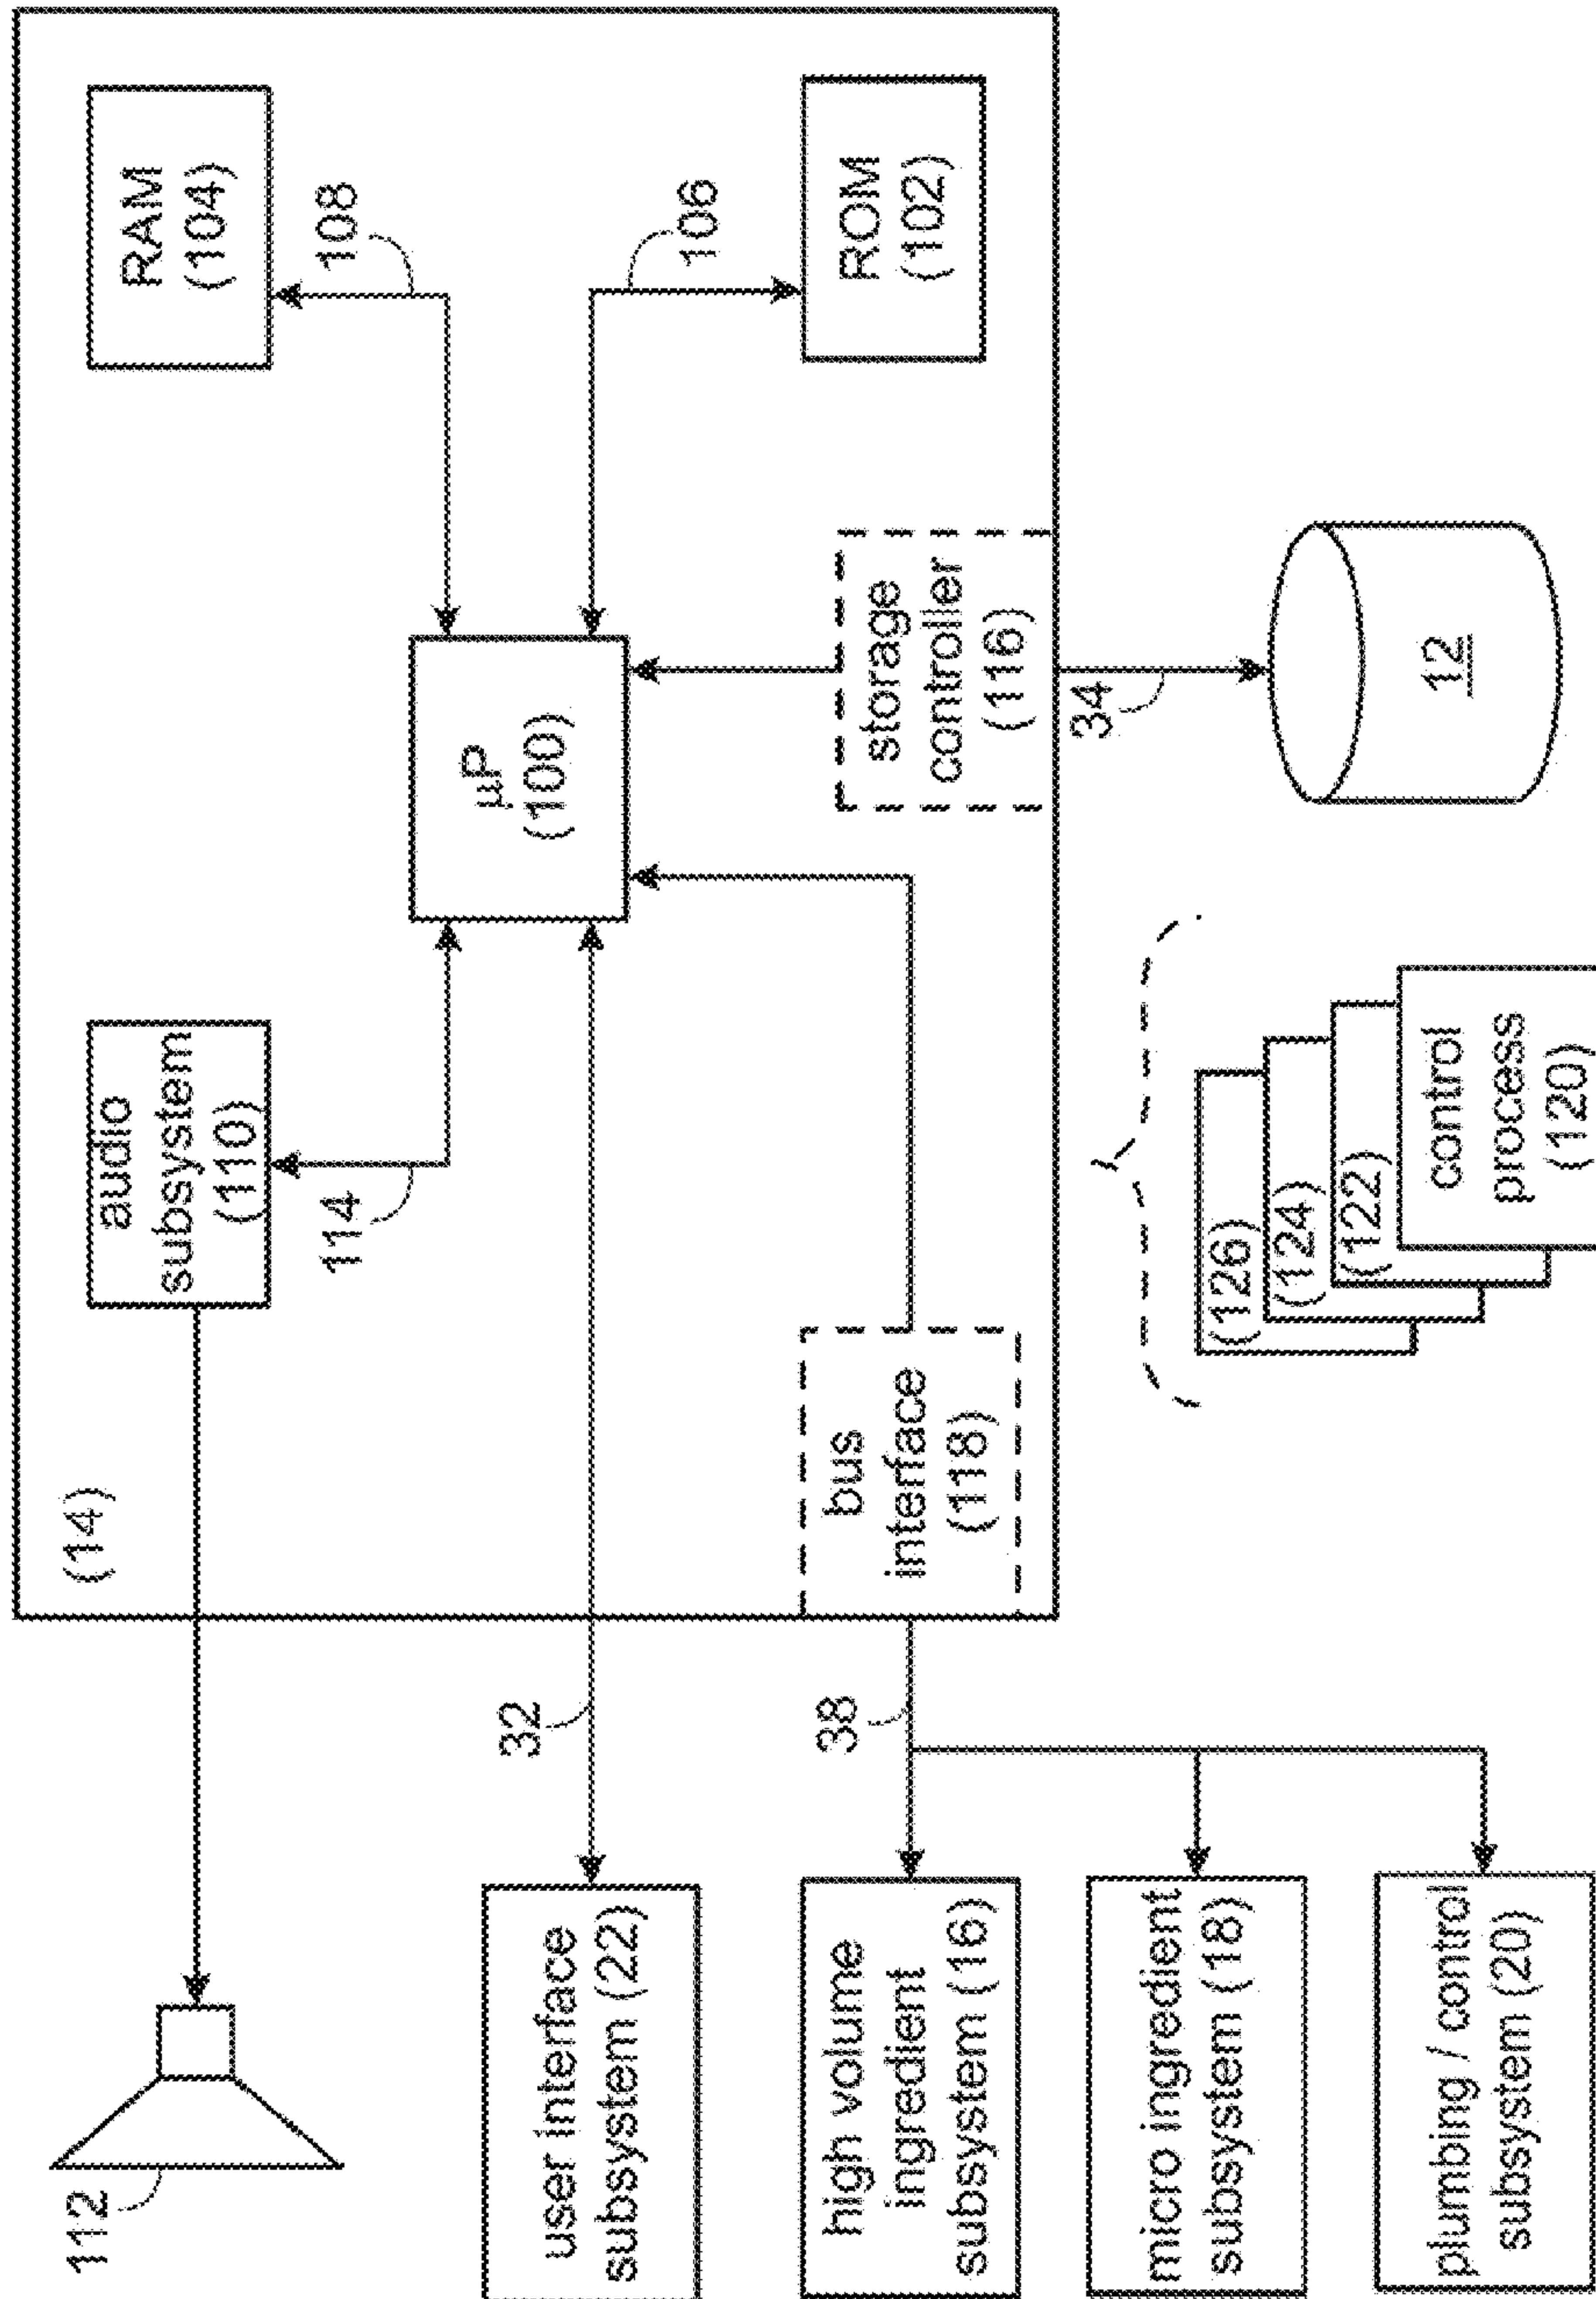 (14)
RAM
(104)
108
audio
subsystem
(110)
114
112
µP
(100)
106
ROM
(102)
32
user interface
subsystem (22)
storage
controller
(116)
bus
interface
(118)
38
high volume
ingredient
subsystem (16)
34
12
micro ingredient
subsystem (18)
(126)
(124)
(122)
control
process
(120)
plumbing / control
subsystem (20)